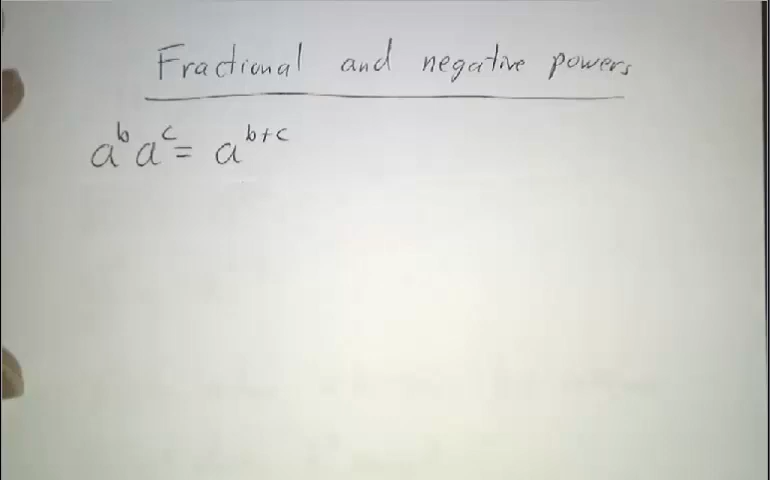 Fractional and negative powers
a^b a^c = a^{b+c}